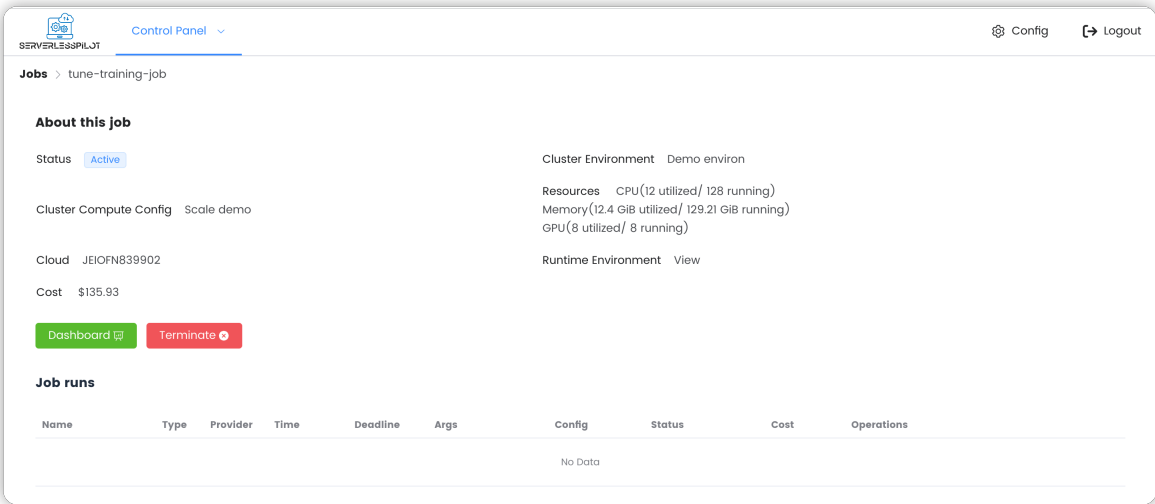 SERVERLESSPILOT
Control Panel
Config
Logout
Jobs > tune-training-job
About this job
Status Active
Cluster Environment Demo environ
Cluster Compute Config Scale demo
Resources CPU(12 utilized/ 128 running)
Memory(12.4 GiB utilized/ 129.21 GiB running)
GPU(8 utilized/ 8 running)
Cloud JEIOFN839902
Runtime Environment View
Cost $135.93
Dashboard
Terminate
Job runs
Name Type Provider Time Deadline Args Config Status Cost Operations
No Data